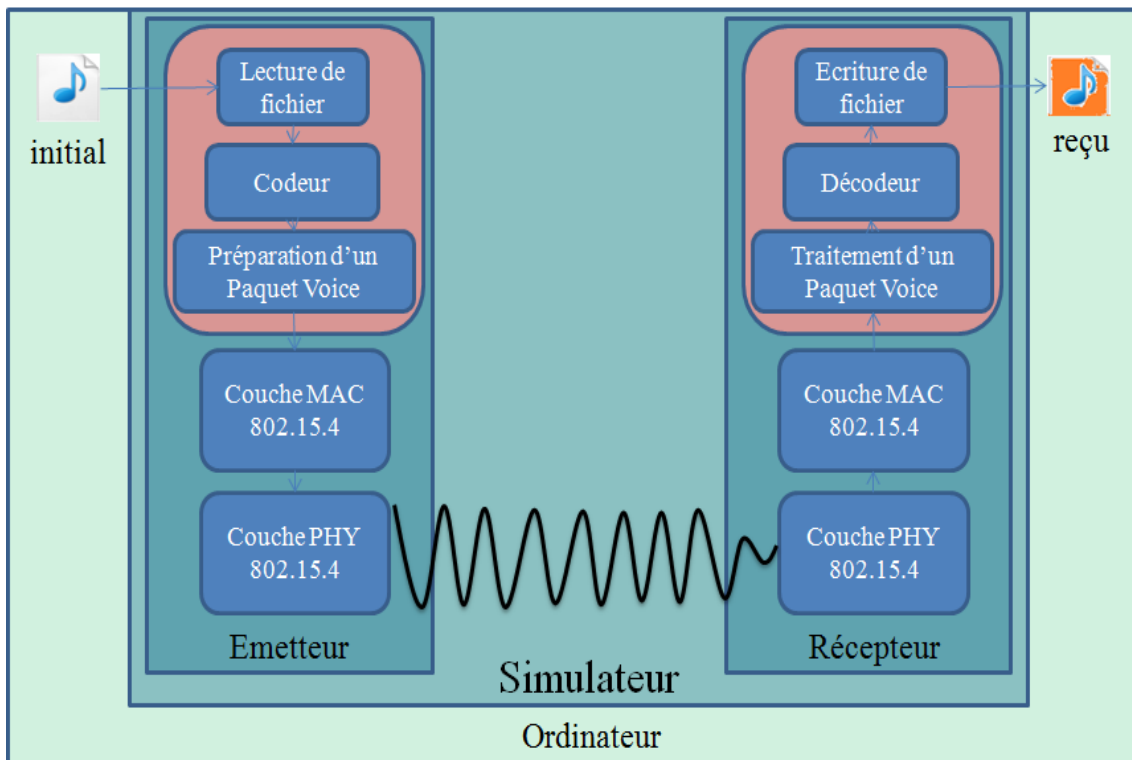 initial
Lecture de
fichier
Codeur
Préparation d'un
Paquet Voice
Couche MAC
802.15.4
Couche PHY
802.15.4
Emetteur
Ecriture de
fichier
reçu
Décodeur
Traitement d'un
Paquet Voice
Couche MAC
802.15.4
Couche PHY
802.15.4
Récepteur
Simulateur
Ordinateur